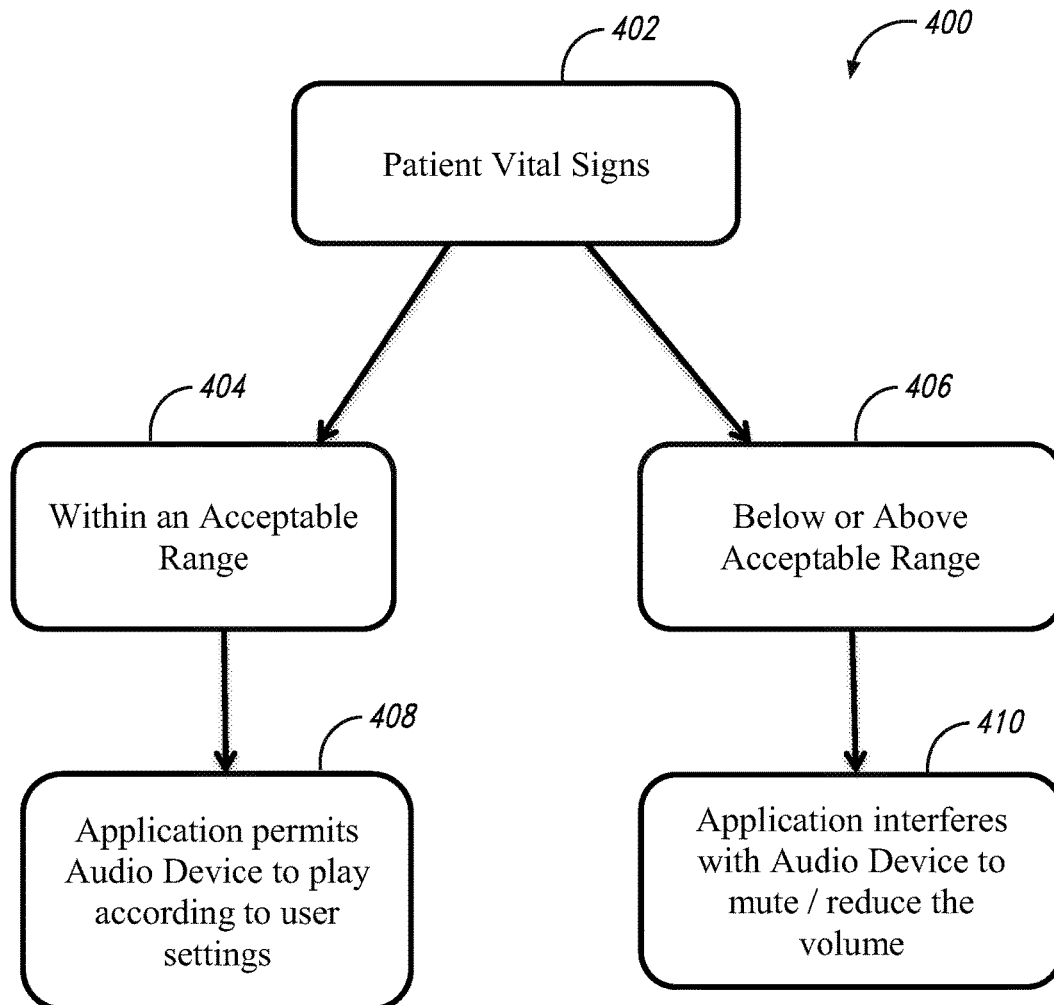 402
400
Patient Vital Signs
404
406
Within an Acceptable
Range
Below or Above
Acceptable Range
408
410
Application permits
Audio Device to play
according to user
settings
Application interferes
with Audio Device to
mute / reduce the
volume